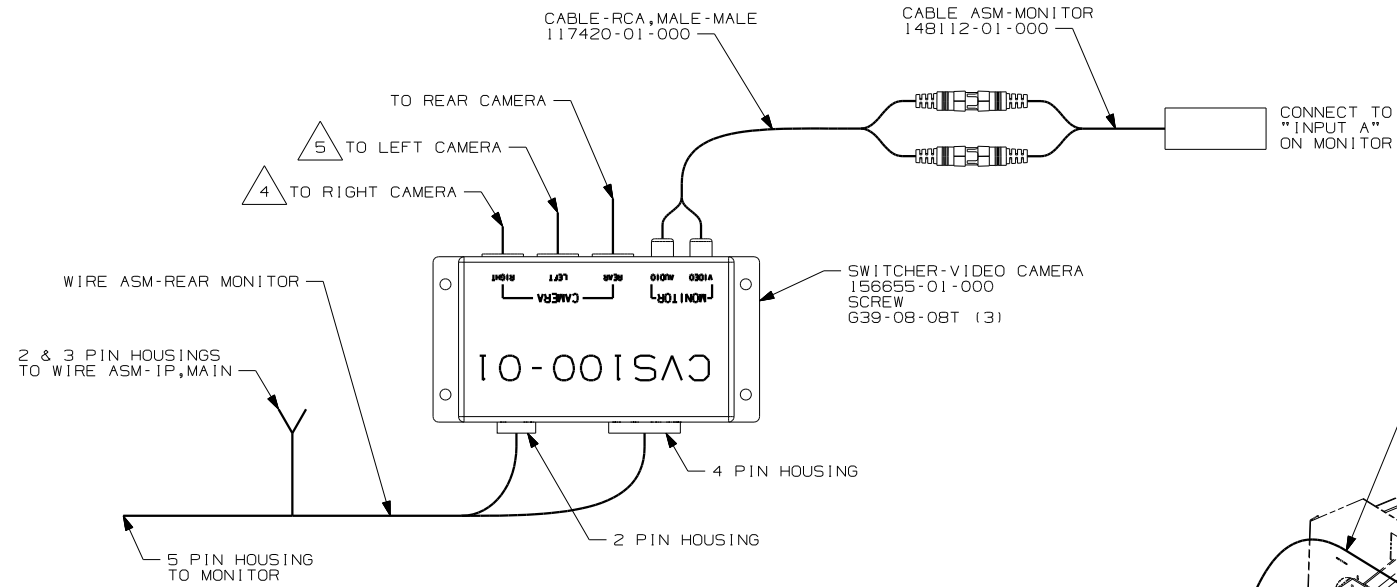 CABLE-RCA,MALE-MALE
117420-01-000
CABLE ASM-MONITOR
148112-01-000
TO REAR CAMERA
CONNECT TO
"INPUT A"
ON MONITOR
5 TO LEFT CAMERA
4 TO RIGHT CAMERA
RIGHT LEFT REAR AUDIO VIDEO
CAMERA MONITOR
WIRE ASM-REAR MONITOR
SWITCHER-VIDEO CAMERA
156655-01-000
SCREW
G39-08-08T (3)
2 & 3 PIN HOUSINGS
TO WIRE ASM-IP,MAIN
CVS100-01
4 PIN HOUSING
2 PIN HOUSING
5 PIN HOUSING
TO MONITOR